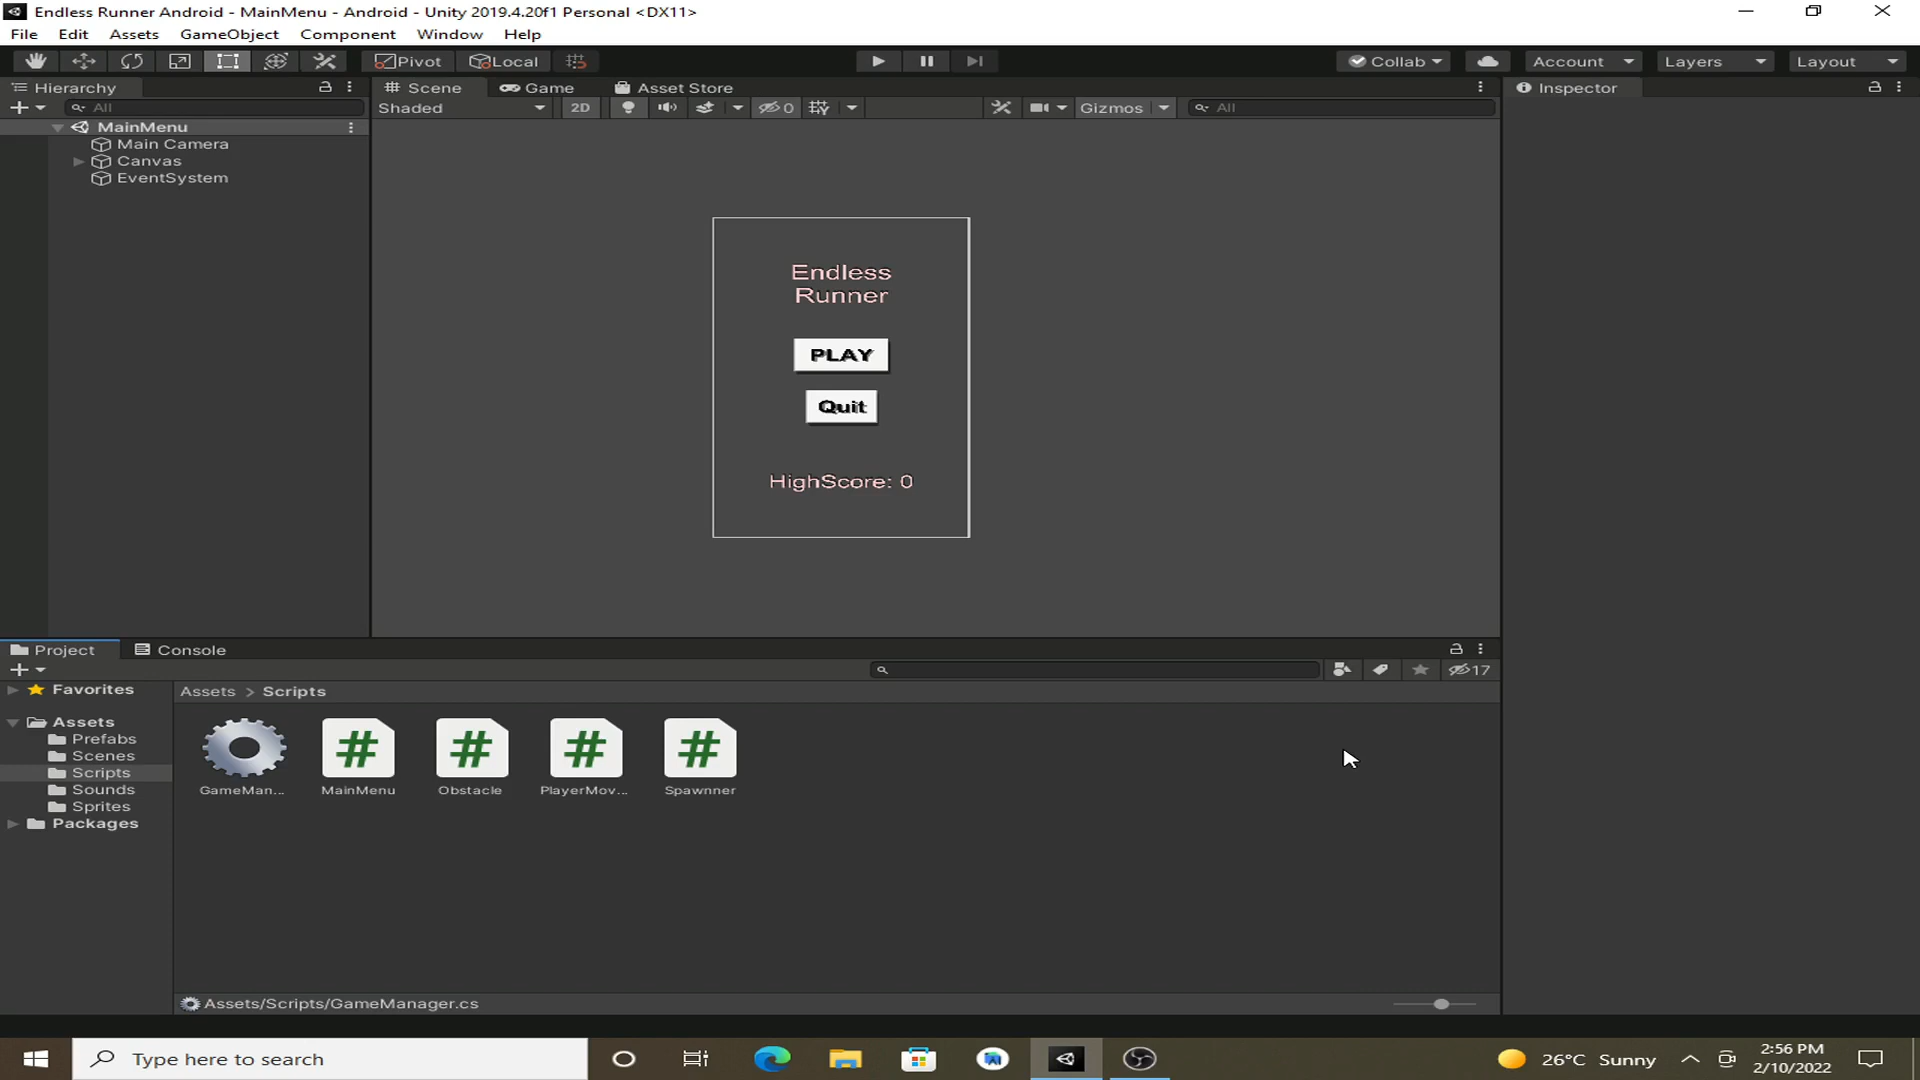 Endless Runner Android - MainMenu - Android - Unity 2019.4.20f1 Personal <DX11>
File Edit Assets GameObject Component Window Help
Pivot Local Collab Account Layers Layout
Hierarchy Scene Game Asset Store Inspector
All Shaded 2D 0 Gizmos All
MainMenu
Main Camera
Canvas
EventSystem
Endless
Runner
PLAY
Quit
HighScore: 0
Project Console
17
Favorites
Assets > Scripts
Assets
Prefabs
Scenes
Scripts
Sounds
Sprites
Packages
GameMan... MainMenu Obstacle PlayerMov... Spawnner
Assets/Scripts/GameManager.cs
Type here to search
26°C Sunny
2:56 PM
2/10/2022